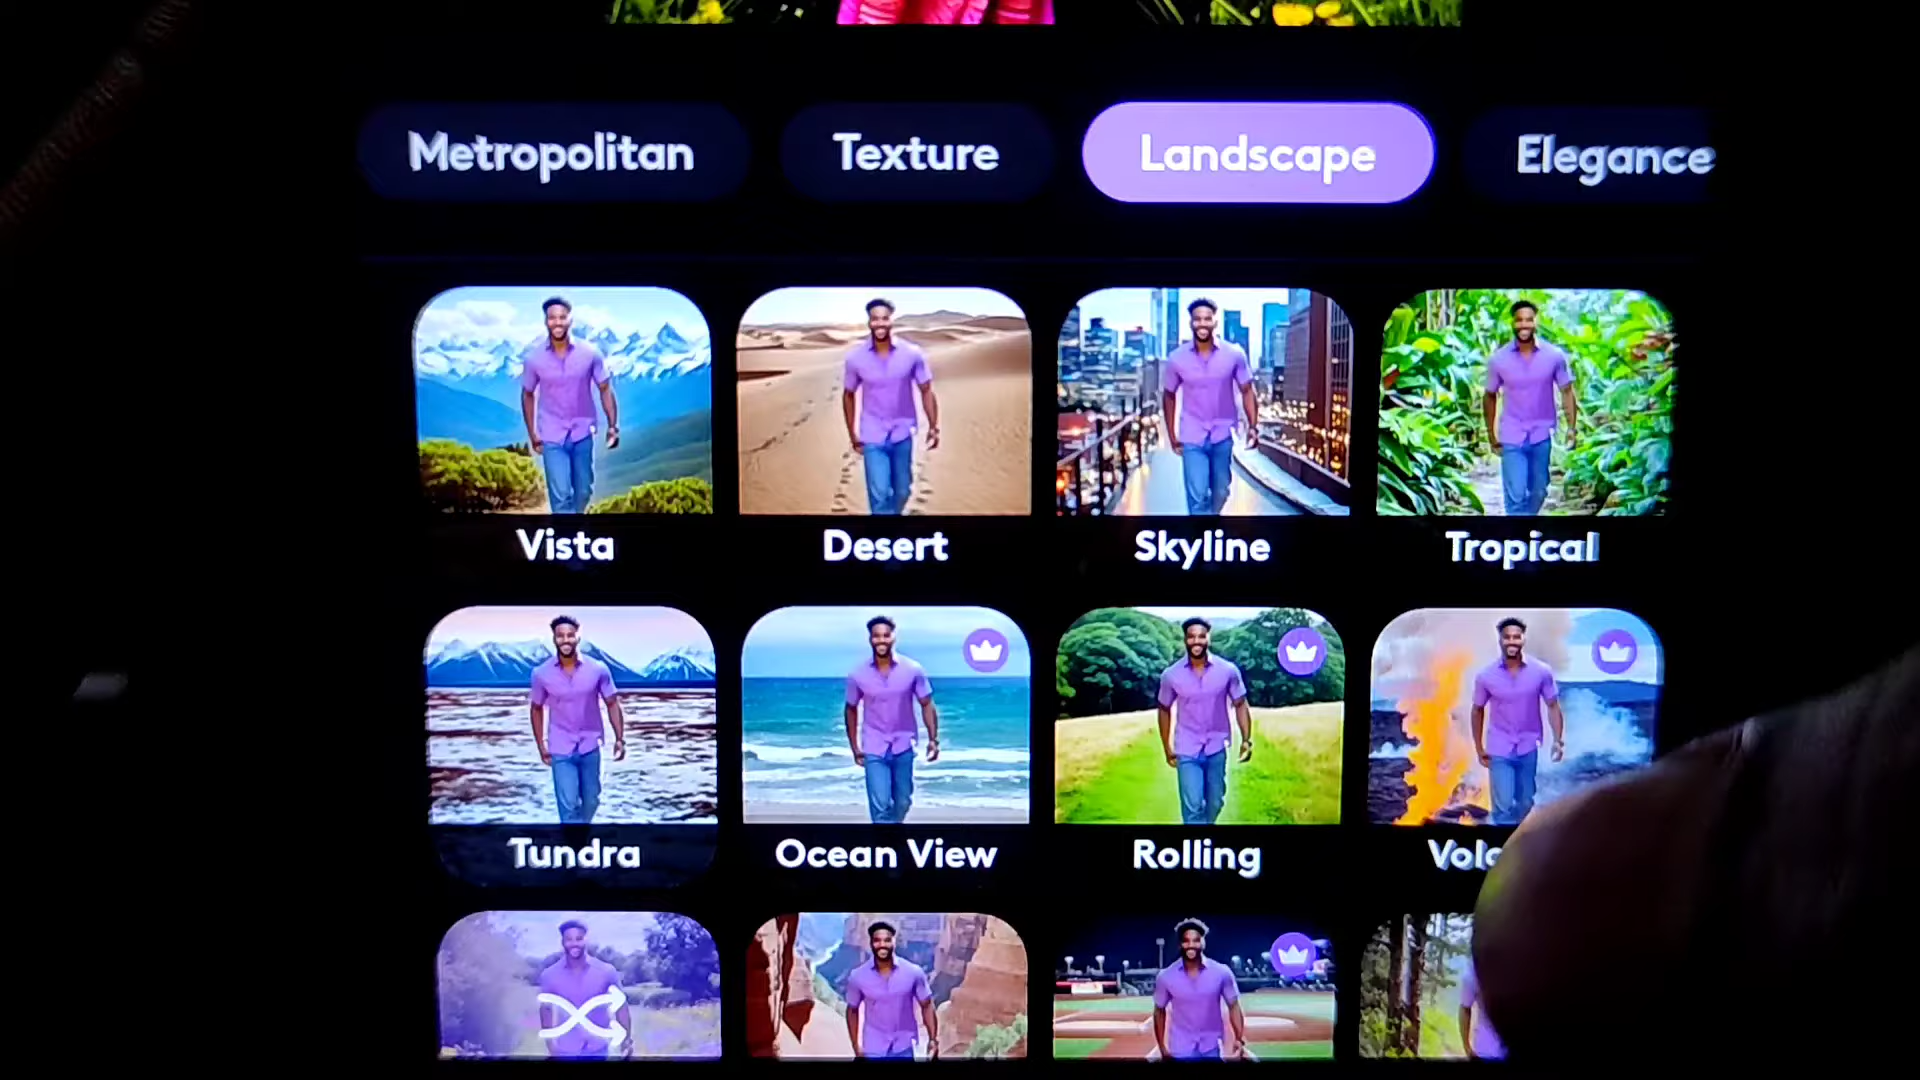 Metropolitan
Texture
Landscape
Elegance
Vista
Desert
Skyline
Tropical
Tundra
Ocean View
Rolling